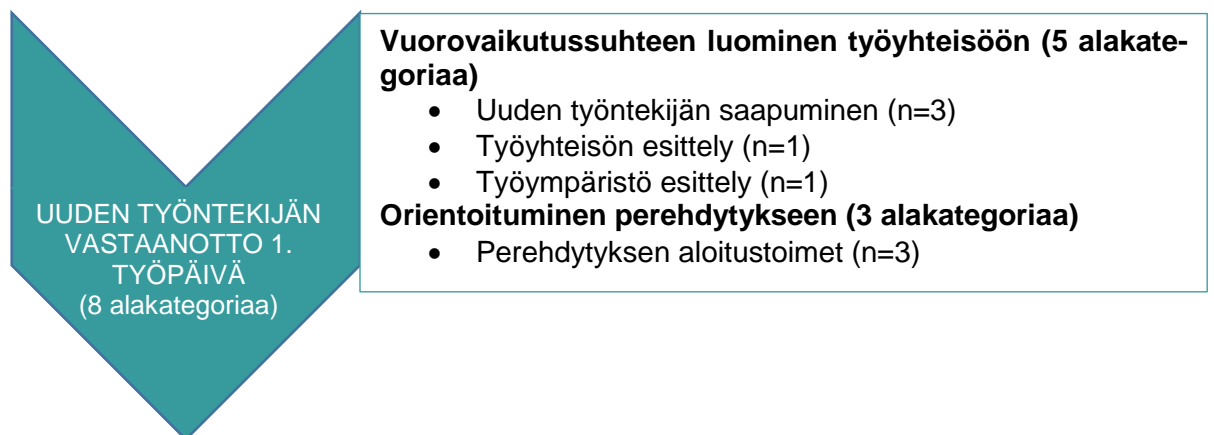 UUDEN TYÖNTEKIJÄN
VASTAANOTTO 1.
TYÖPÄIVÄ
(8 alakategoriaa)
Vuorovaikutussuhteen luominen työyhteisöön (5 alakate-
goriaa)
• Uuden työntekijän saapuminen (n=3)
• Työyhteisön esittely (n=1)
• Työympäristö esittely (n=1)
Orientoituminen perehdytykseen (3 alakategoriaa)
• Perehdytyksen aloitustoimet (n=3)